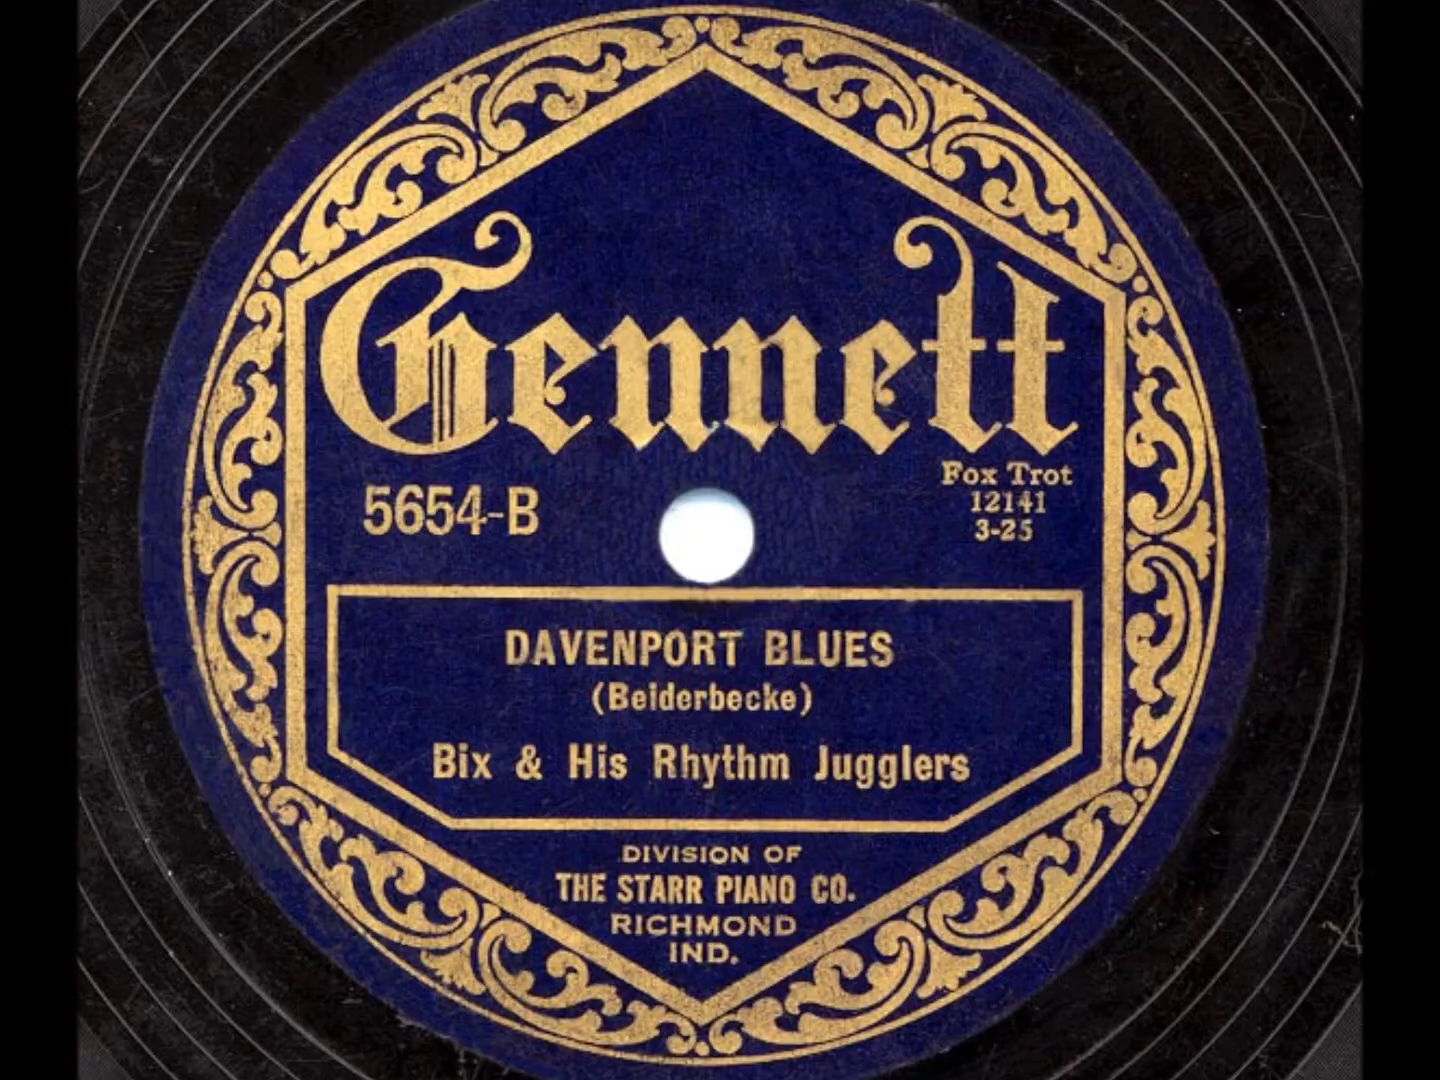 Gennett
Fox Trot
12141
3-25
5654-B
DAVENPORT BLUES
(Beiderbecke)
Bix & His Rhythm Jugglers
DIVISION OF
THE STARR PIANO CO.
RICHMOND
IND.